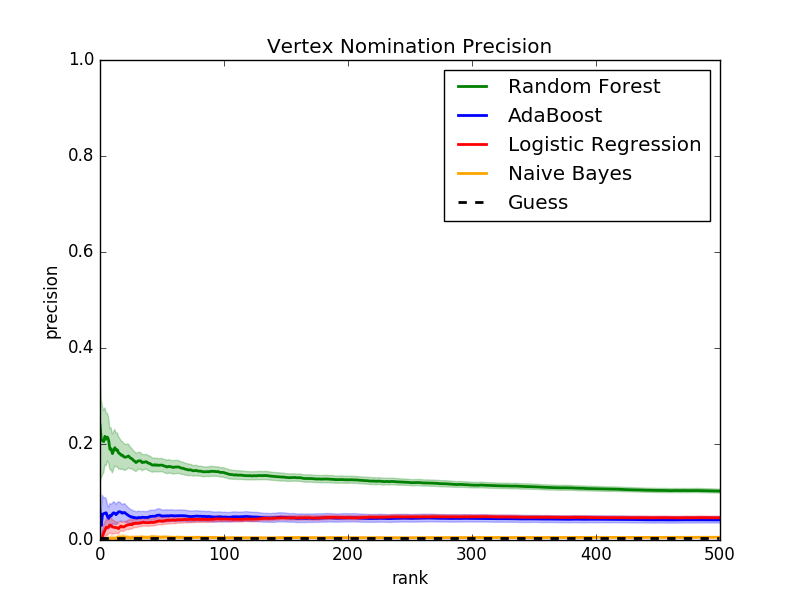 Vertex Nomination Precision
1.0
0.8
0.6
0.4
0.2
0.0
precision
Random Forest
AdaBoost
Logistic Regression
Naive Bayes
Guess
0 100 200 300 400 500
rank